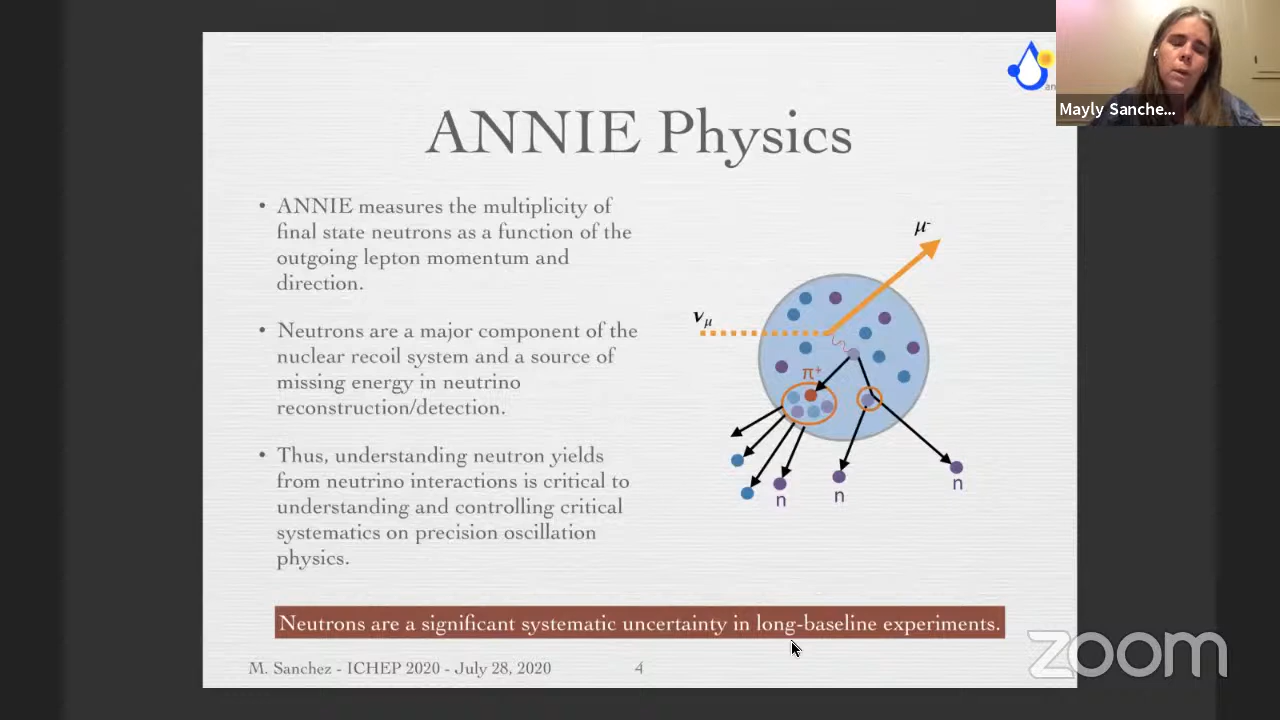 an
Mayly Sanche...
ANNIE Physics
• ANNIE measures the multiplicity of
final state neutrons as a function of the
outgoing lepton momentum and
direction.
• Neutrons are a major component of the
nuclear recoil system and a source of
missing energy in neutrino
reconstruction/detection.
• Thus, understanding neutron yields
from neutrino interactions is critical to
understanding and controlling critical
systematics on precision oscillation
physics.
μ-
νμ
π+
n
n
n
Neutrons are a significant systematic uncertainty in long-baseline experiments.
M. Sanchez - ICHEP 2020 - July 28, 2020
4
zoom